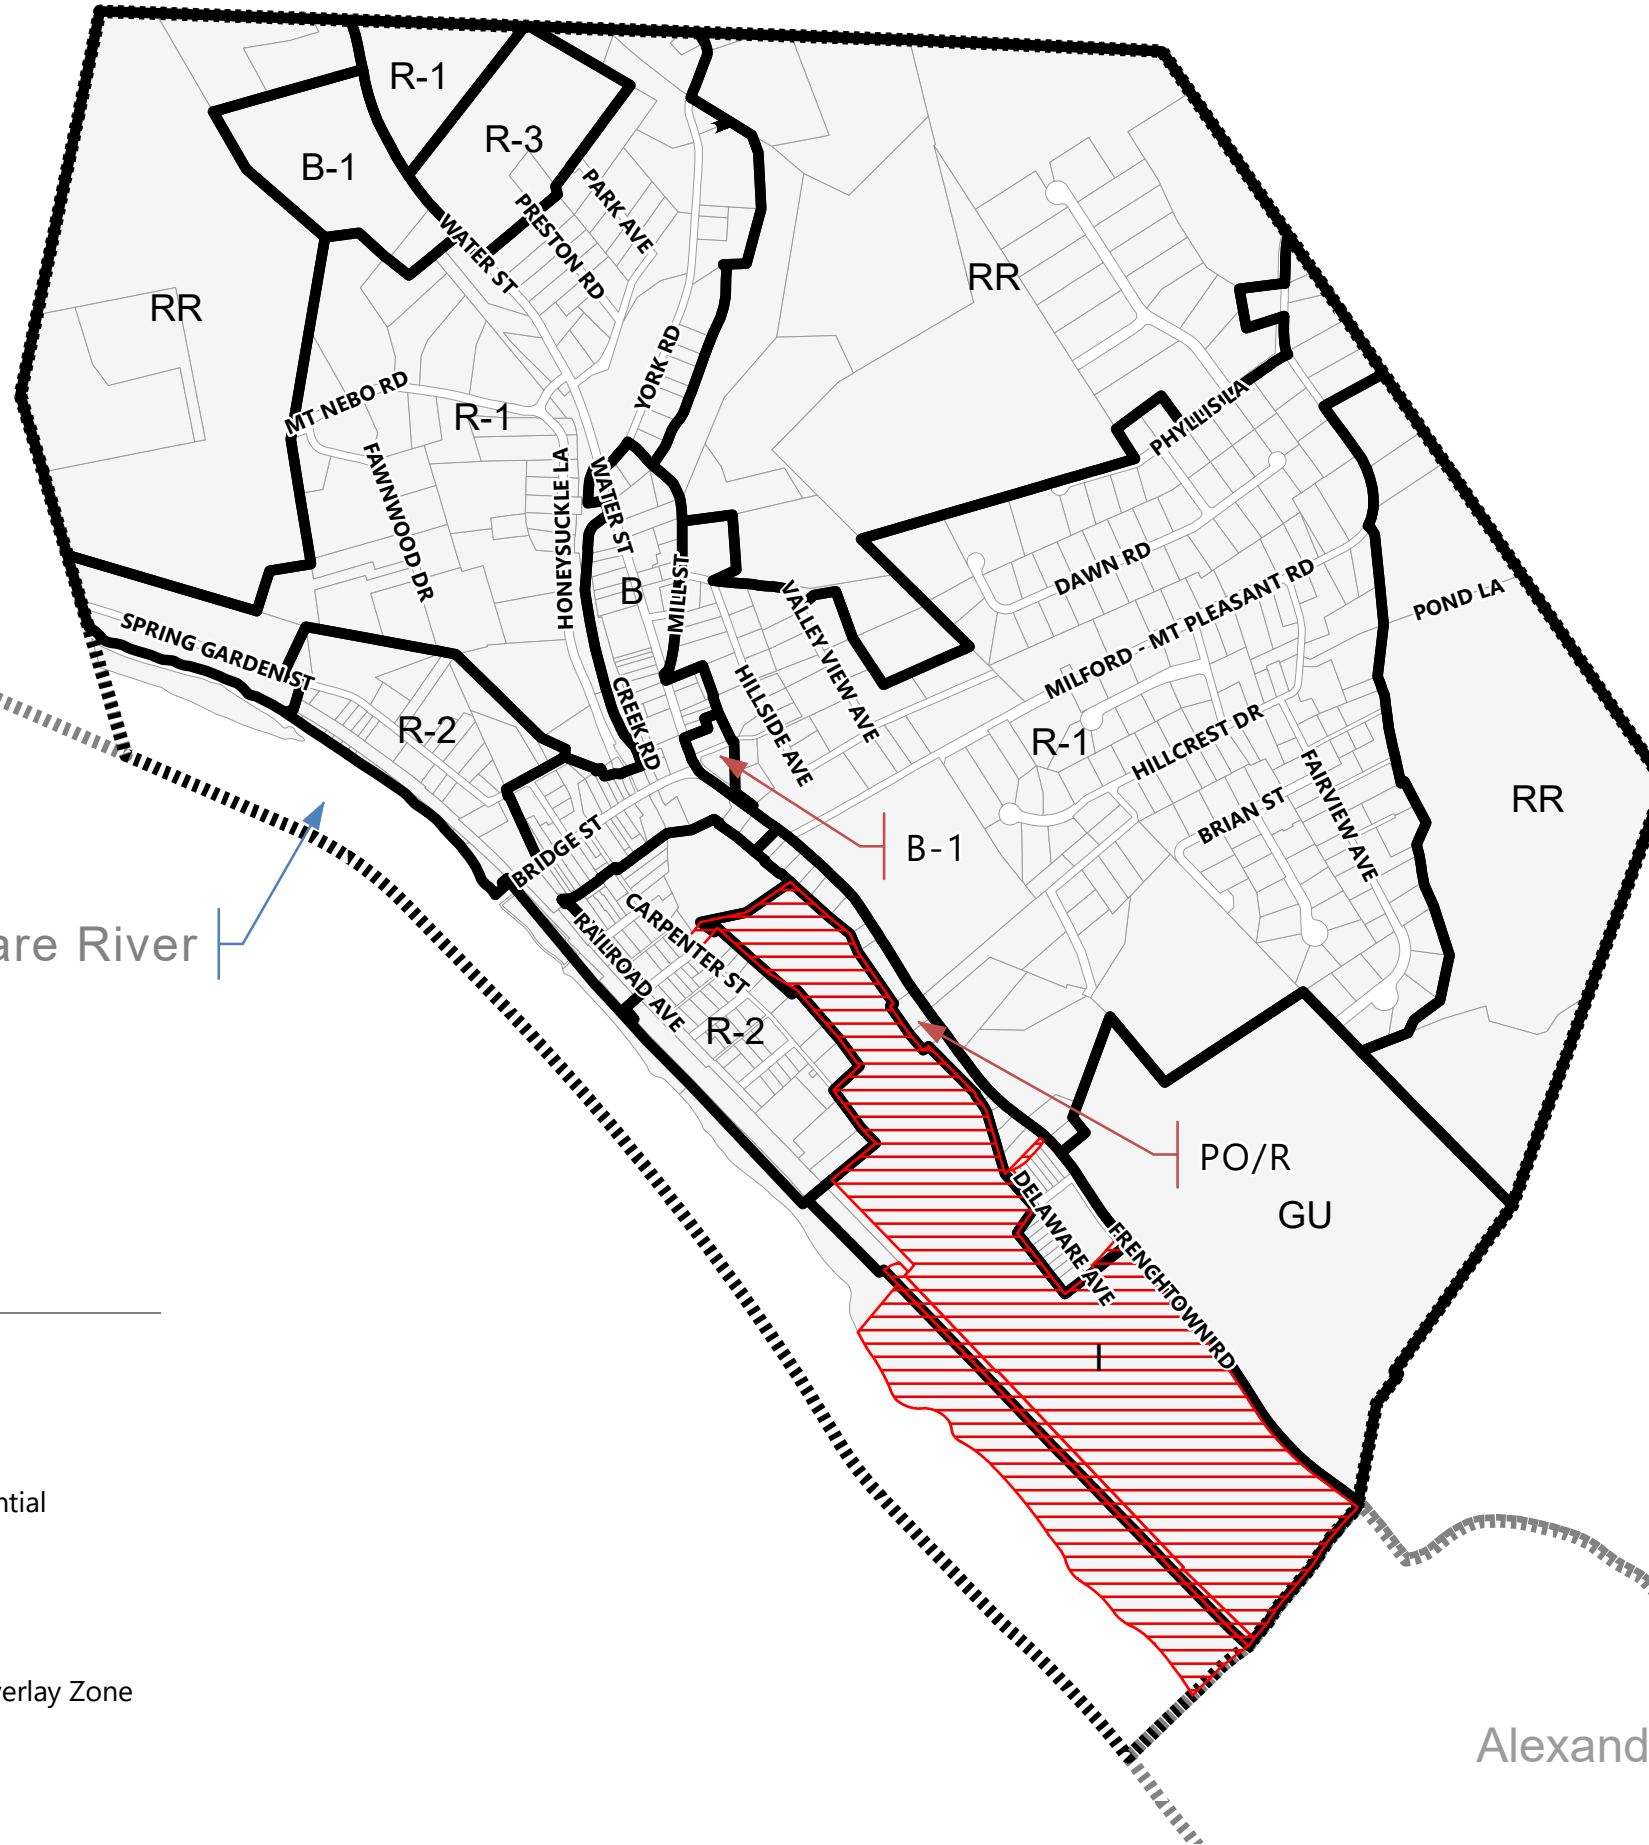 R-1
R-3
B-1
PARK AVE
PRESTON RD
WATER ST
RR
RR
YORK RD
MT NEBO RD
R-1
PHYLLIS LA
FAWNWOOD DR
HONEYSUCKLE LA
WATER ST
B
MILL ST
DAWN RD
MILFORD - MT PLEASANT RD
POND LA
VALLEY VIEW AVE
SPRING GARDEN ST
R-2
CREEK RD
HILLSIDE AVE
R-1
HILLCREST DR
FAIRVIEW AVE
BRIAN ST
RR
BRIDGE ST
B-1
are River
CARPENTER ST
RAILROAD AVE
R-2
PO/R
GU
DELAWARE AVE
FRENCHTOWN RD
I
ntial
verlay Zone
Alexand